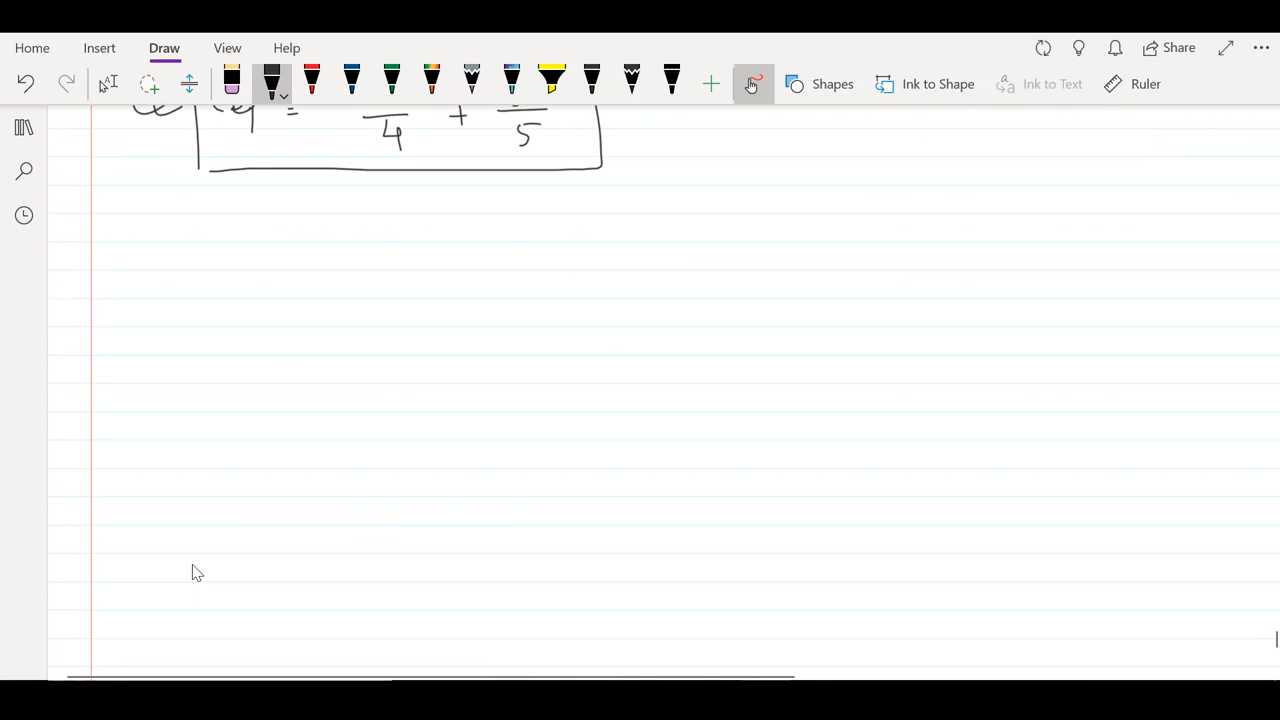 Home Insert Draw View Help Share
Shapes Ink to Shape Ink to Text Ruler
= + 
4 5